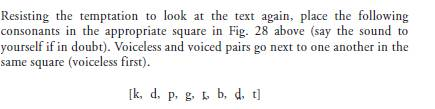 Resisting the temptation to look at the text again, place the following
consonants in the appropriate square in Fig. 28 above (say the sound to
yourself if in doubt). Voiceless and voiced pairs go next to one another in the
same square (voiceless first).
[k, d, p, g, ʈ, b, ɖ, t]